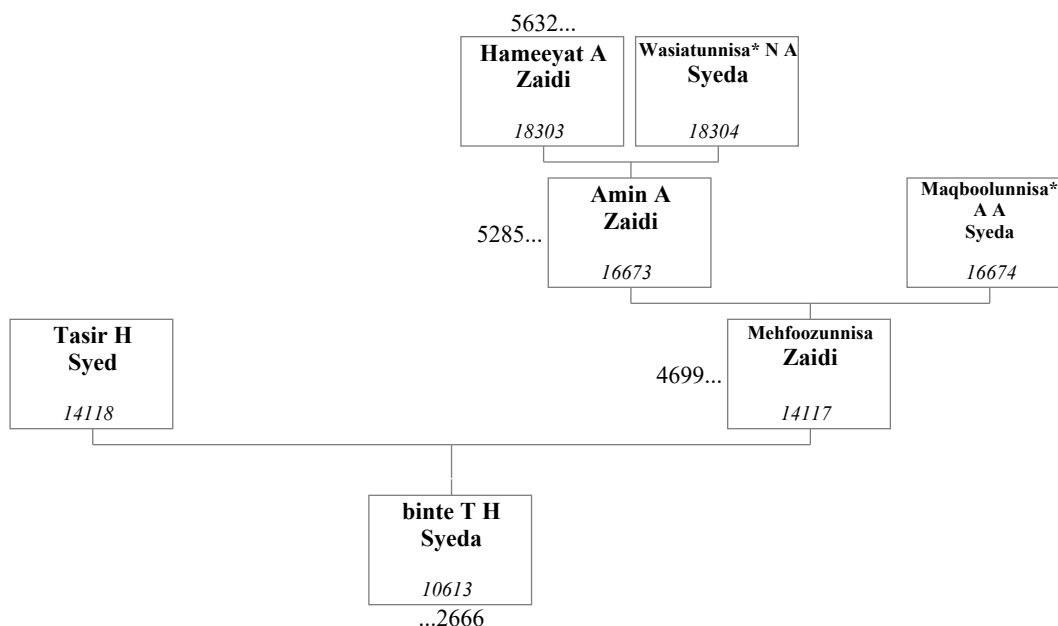 5632...
Hameeyat A
Zaidi
18303
Wasiatunnisa* N A
Syeda
18304
Amin A
Zaidi
16673
5285...
Maqboolunnisa*
A A
Syeda
16674
Tasir H
Syed
14118
Mehfoozunnisa
Zaidi
14117
4699...
binte T H
Syeda
10613
...2666